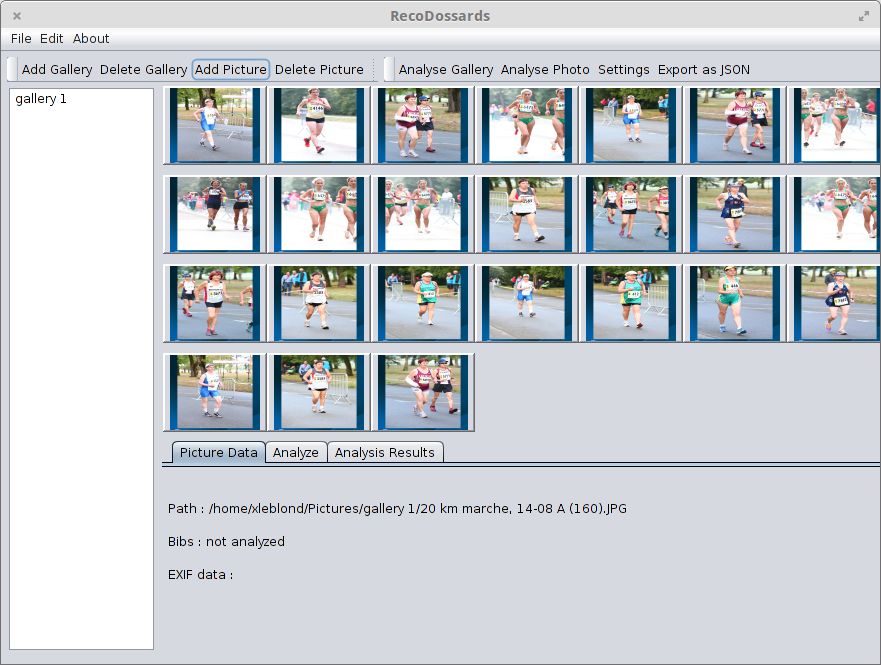 RecoDossards
File Edit About
Add Gallery Delete Gallery Add Picture Delete Picture Analyse Gallery Analyse Photo Settings Export as JSON
gallery 1
Picture Data Analyze Analysis Results
Path : /home/xleblond/Pictures/gallery 1/20 km marche, 14-08 A (160).JPG
Bibs : not analyzed
EXIF data :